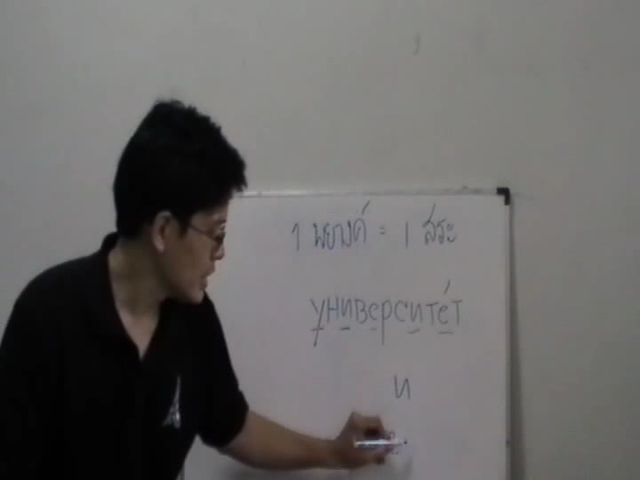 1 พยางค์ = 1 สระ
университе́т
и